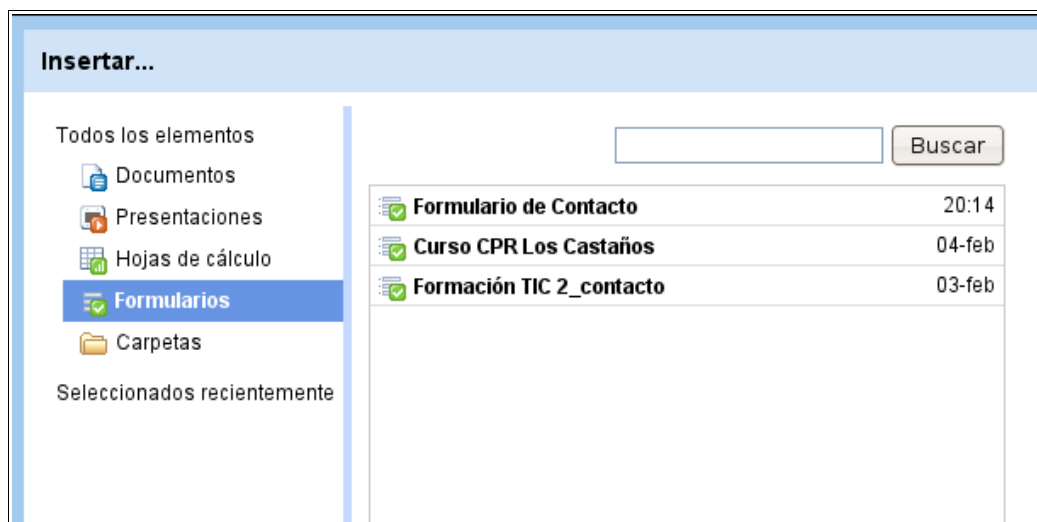 Insertar...
Todos los elementos
Documentos
Presentaciones
Hojas de cálculo
Formularios
Carpetas
Seleccionados recientemente
Buscar
Formulario de Contacto 20:14
Curso CPR Los Castaños 04-feb
Formación TIC 2_contacto 03-feb